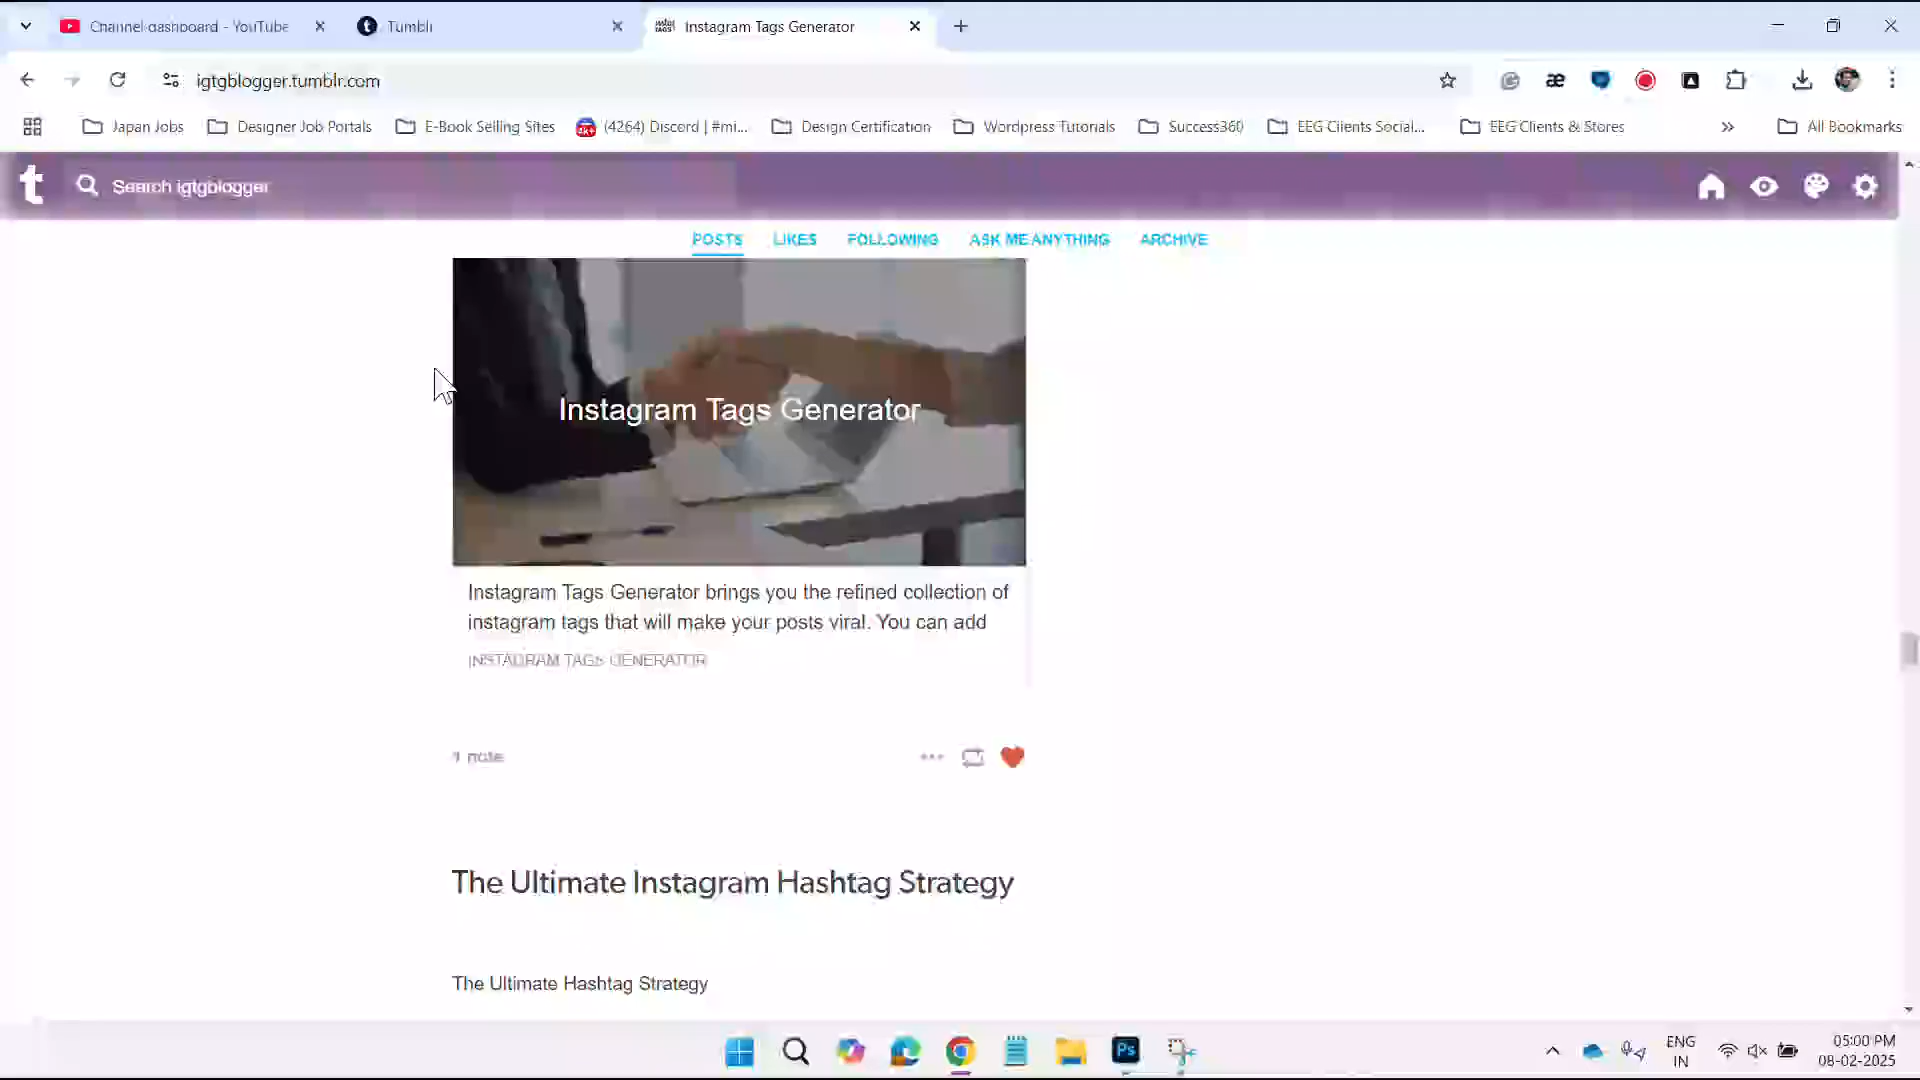 Channel dashboard - YouTube
Tumblr
Instagram Tags Generator
igtgblogger.tumblr.com
Japan Jobs
Designer Job Portals
E-Book Selling Sites
(4264) Discord | #mi...
Design Certification
Wordpress Tutorials
Success360
EEG Clients Social...
EEG Clients & Stores
All Bookmarks
Search igtgblogger
POSTS
LIKES
FOLLOWING
ASK ME ANYTHING
ARCHIVE
Instagram Tags Generator
Instagram Tags Generator brings you the refined collection of
instagram tags that will make your posts viral. You can add
INSTAGRAM TAGS GENERATOR
1 note
The Ultimate Instagram Hashtag Strategy
The Ultimate Hashtag Strategy
Ps
ENG
IN
05:00 PM
08-02-2025